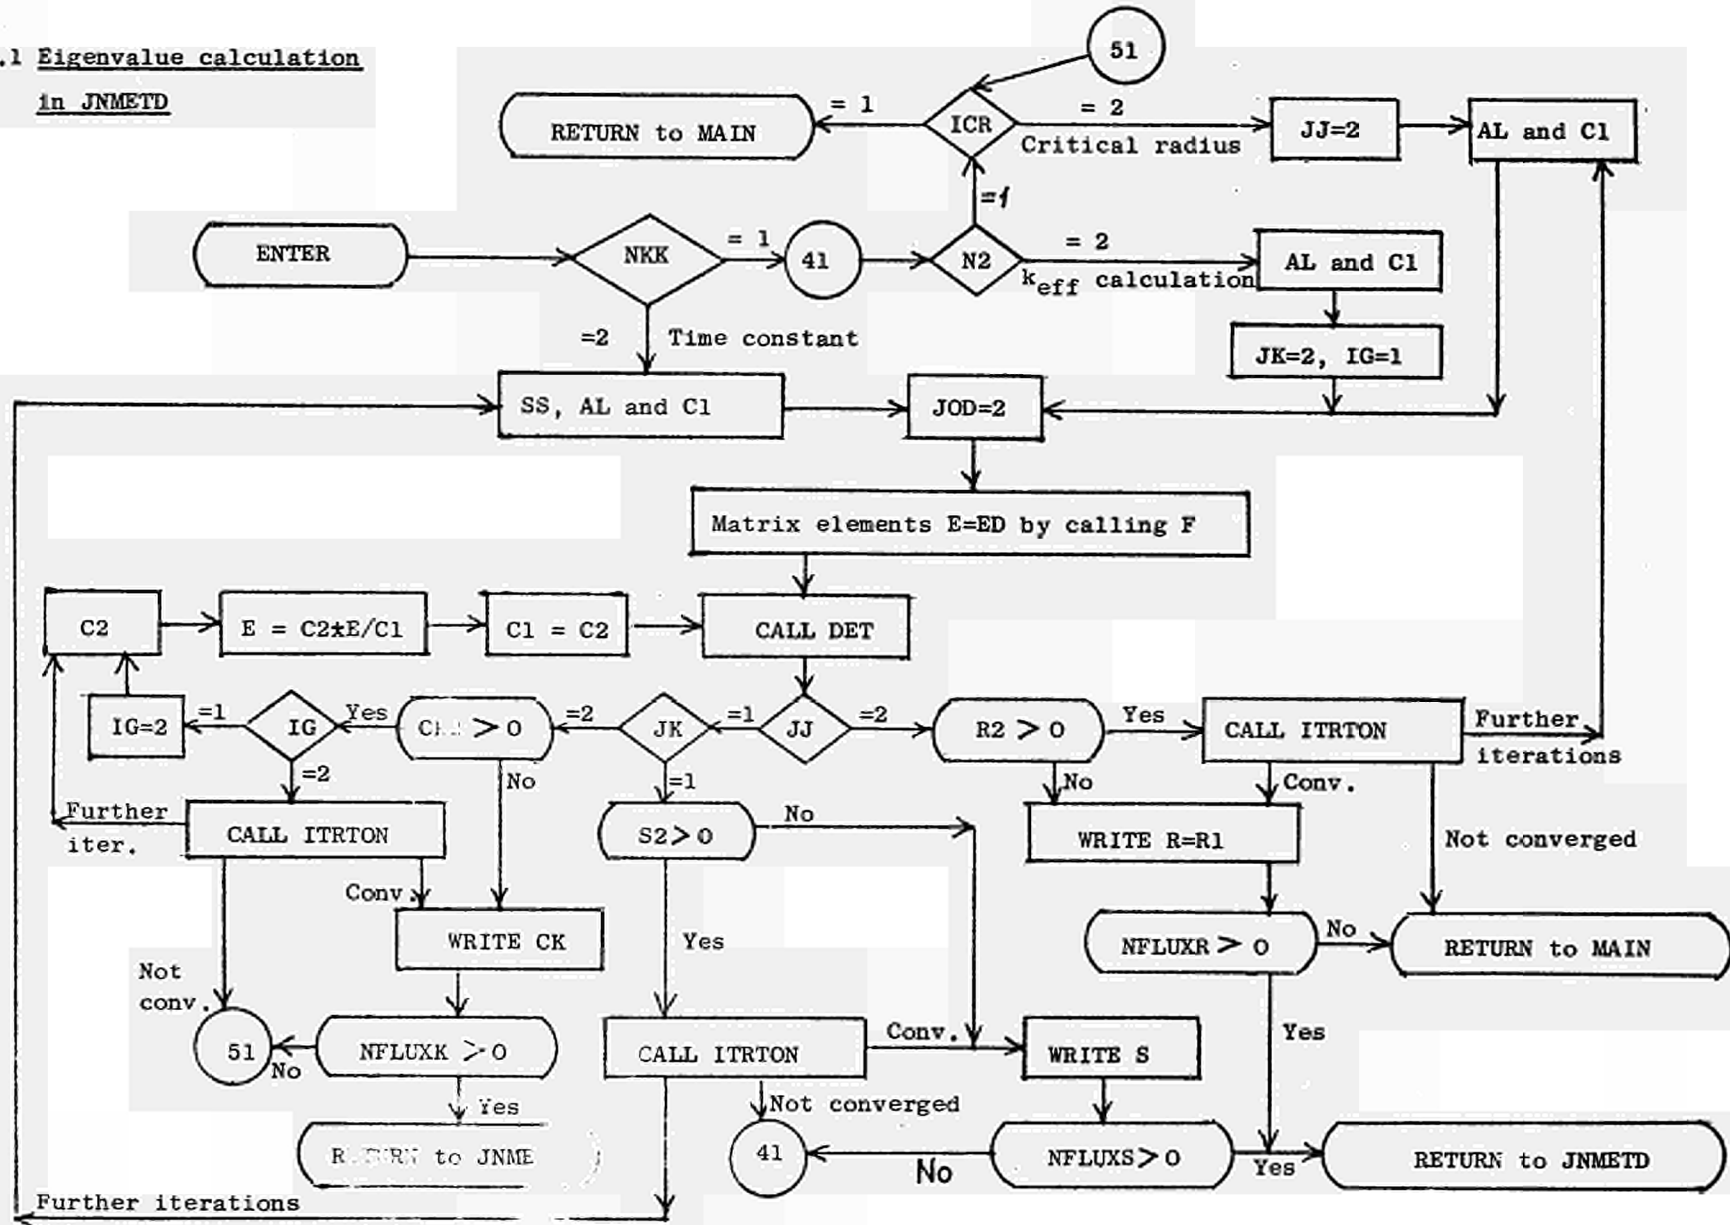 .1 Eigenvalue calculation
in JNMETD
51
RETURN to MAIN
= 1
ICR
= 2
Critical radius
JJ=2
AL and C1
=1
ENTER
NKK
= 1
41
N2
= 2
keff calculation
AL and C1
=2
Time constant
JK=2, IG=1
SS, AL and C1
JOD=2
Matrix elements E=ED by calling F
C2
E = C2*E/C1
C1 = C2
CALL DET
IG=2
=1
IG
Yes
> 0
=2
JK
=1
JJ
=2
R2 > 0
Yes
CALL ITRTON
Further
iterations
=2
No
=1
No
Conv.
Further
iter.
CALL ITRTON
S2>0
No
WRITE R=R1
Not converged
Conv.
WRITE CK
Yes
NFLUXR > 0
No
RETURN to MAIN
Not
conv.
51
No
NFLUXK >0
CALL ITRTON
Conv.
WRITE S
Yes
Yes
Not converged
to JNME
41
No
NFLUXS>0
Yes
RETURN to JNMETD
Further iterations